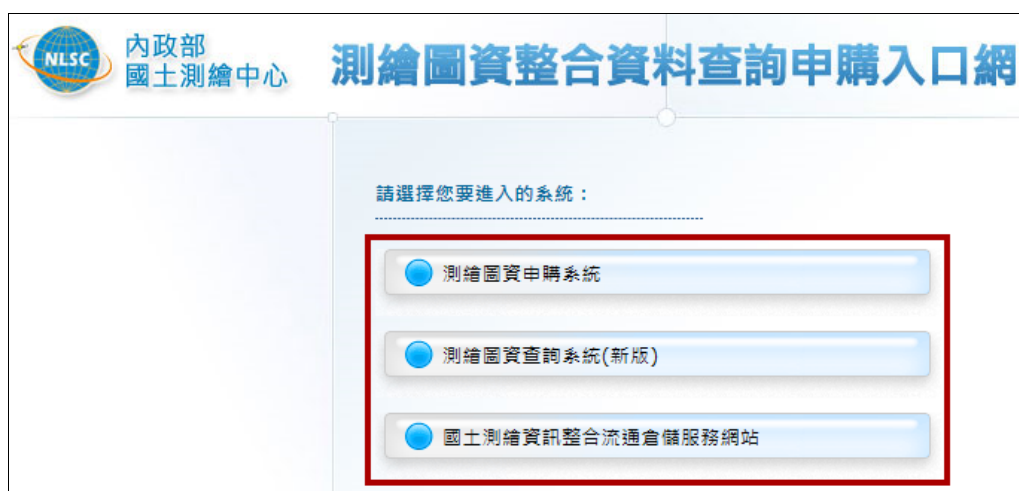 NLSC
內政部
國土測繪中心
測繪圖資整合資料查詢申購入口網
請選擇您要進入的系統：
測繪圖資申購系統
測繪圖資查詢系統(新版)
國土測繪資訊整合流通倉儲服務網站